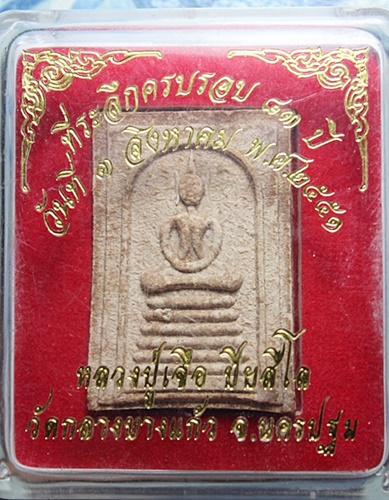 ที่ระลึกครบรอบ ๘๓ ปี
วันที่ ๓ สิงหาคม พ.ศ.๒๕๕๑
หลวงปู่เจือ ปิยสีโล
วัดกลางบางแก้ว จ.นครปฐม